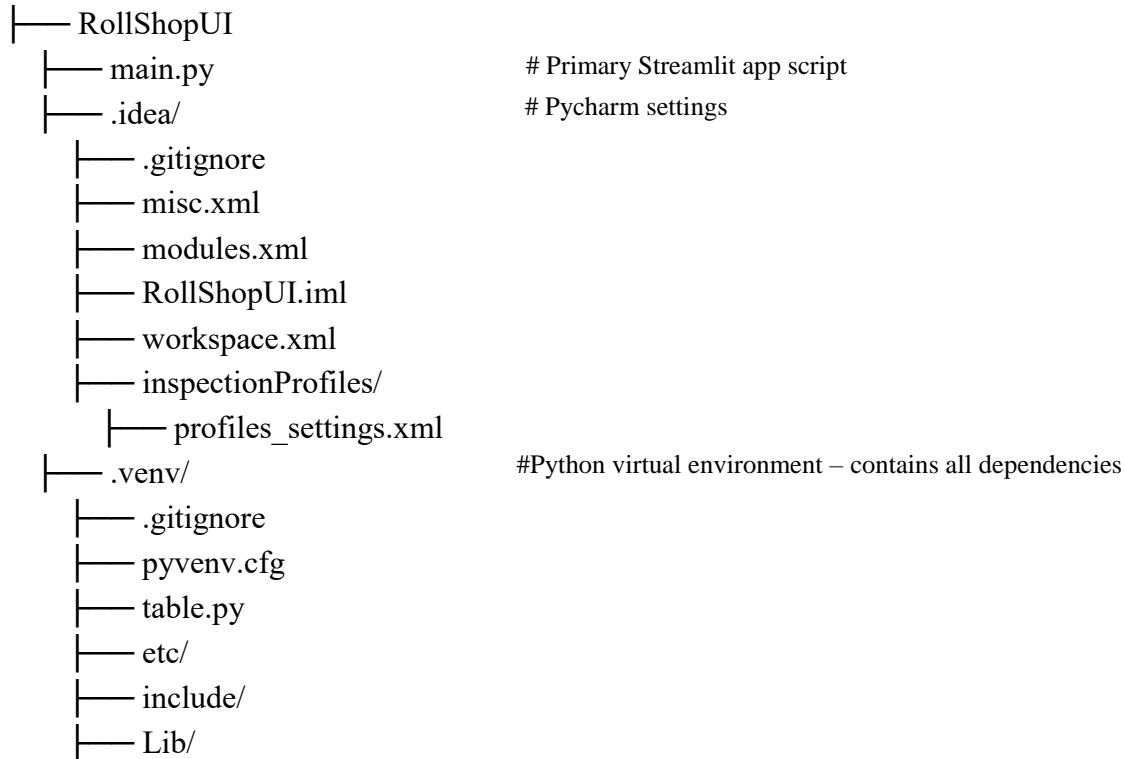 ├── RollShopUI
├── main.py # Primary Streamlit app script
├── .idea/ # Pycharm settings
├── .gitignore
├── misc.xml
├── modules.xml
├── RollShopUI.iml
├── workspace.xml
├── inspectionProfiles/
├── profiles_settings.xml
├── .venv/ #Python virtual environment – contains all dependencies
├── .gitignore
├── pyvenv.cfg
├── table.py
├── etc/
├── include/
├── Lib/